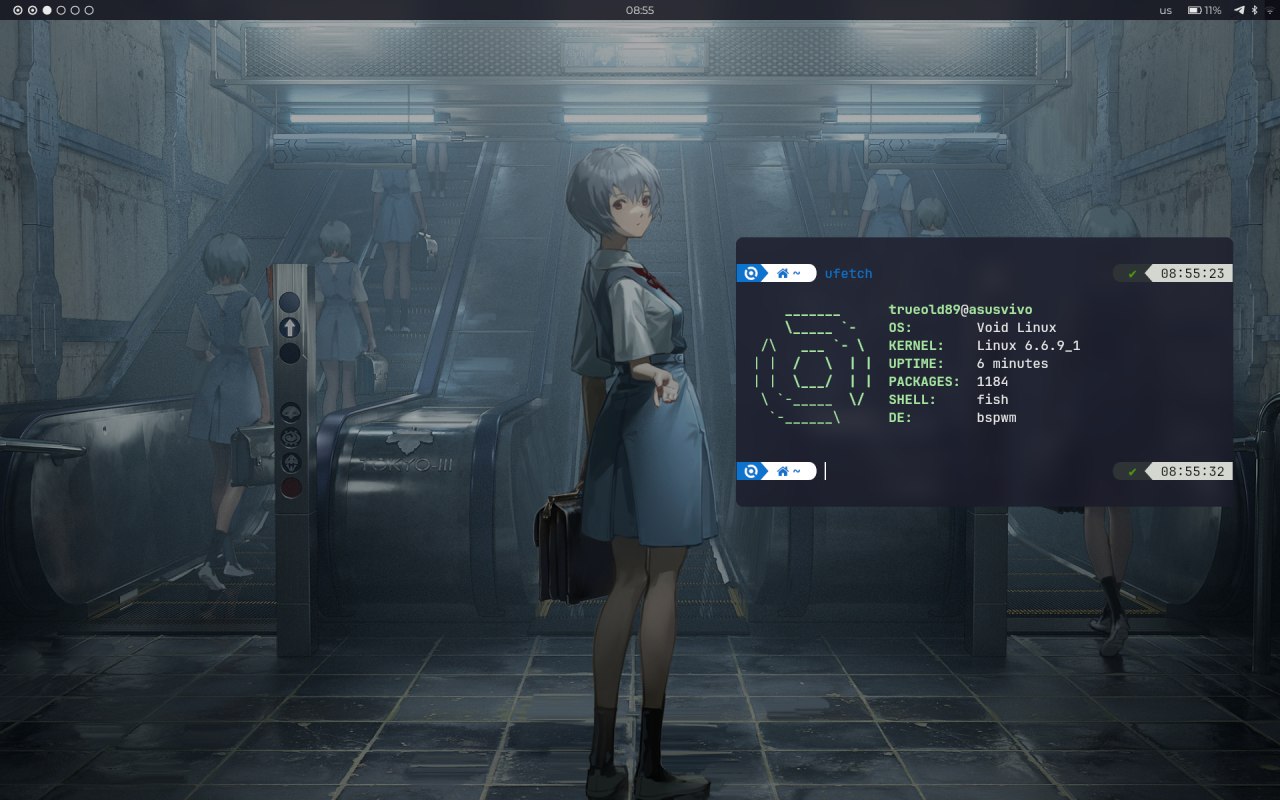 08:55
us
11%
~ ufetch
✔ 08:55:23
trueold89@asusvivo
OS: Void Linux
KERNEL: Linux 6.6.9_1
UPTIME: 6 minutes
PACKAGES: 1184
SHELL: fish
DE: bspwm
TOKYO-III
~
✔ 08:55:32